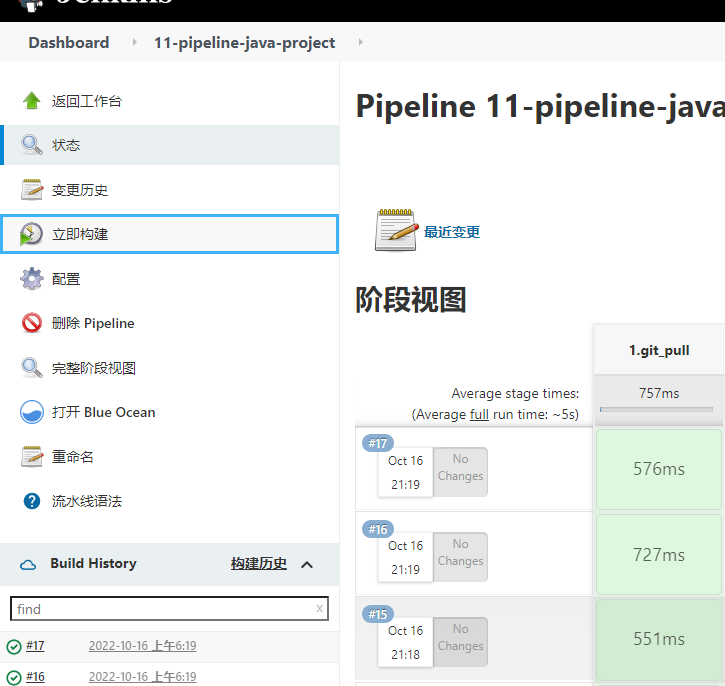 Dashboard
11-pipeline-java-project
返回工作台
状态
变更历史
立即构建
配置
删除 Pipeline
完整阶段视图
打开 Blue Ocean
重命名
流水线语法
Build History
构建历史
find
x
#17
2022-10-16 上午6:19
#16
2022-10-16 上午6:19
Pipeline 11-pipeline-java
最近变更
阶段视图
1.git_pull
Average stage times:
(Average full run time: ~5s)
757ms
#17
Oct 16
21:19
No
Changes
576ms
#16
Oct 16
21:19
No
Changes
727ms
#15
Oct 16
21:18
No
Changes
551ms